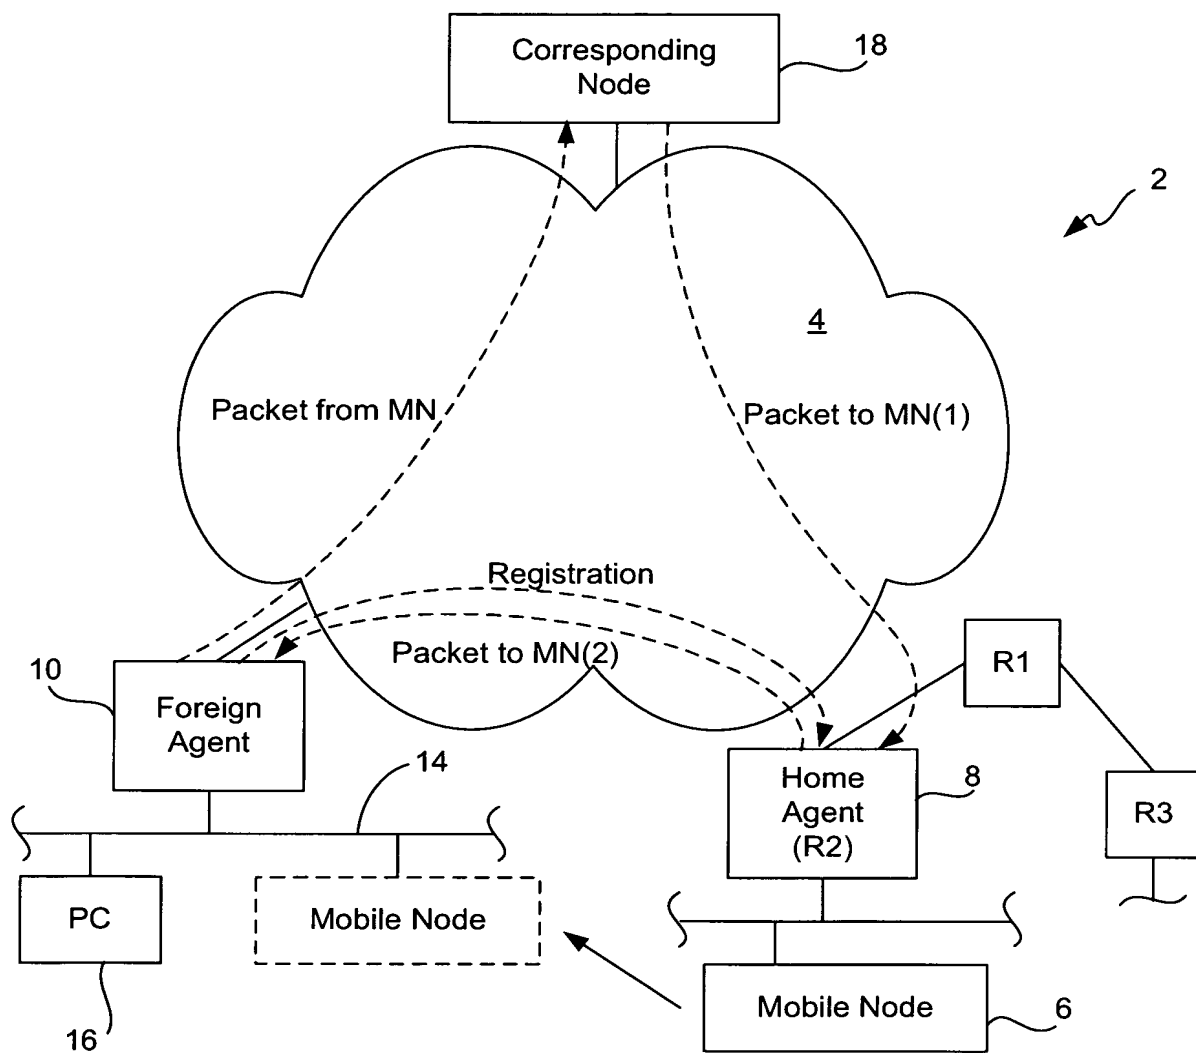 Corresponding
Node
18
2
4
Packet from MN
Packet to MN(1)
Registration
Packet to MN(2)
10
Foreign
Agent
R1
14
Home
Agent
(R2)
8
R3
PC
Mobile Node
16
Mobile Node
6